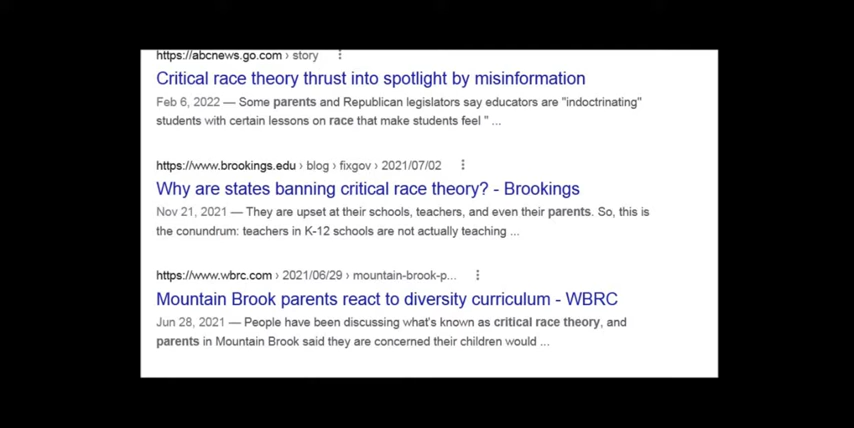 https://abcnews.go.com › story
Critical race theory thrust into spotlight by misinformation
Feb 6, 2022 — Some parents and Republican legislators say educators are "indoctrinating"
students with certain lessons on race that make students feel " ...
https://www.brookings.edu › blog › fixgov › 2021/07/02
Why are states banning critical race theory? - Brookings
Nov 21, 2021 — They are upset at their schools, teachers, and even their parents. So, this is
the conundrum: teachers in K-12 schools are not actually teaching ...
https://www.wbrc.com › 2021/06/29 › mountain-brook-p...
Mountain Brook parents react to diversity curriculum - WBRC
Jun 28, 2021 — People have been discussing what's known as critical race theory, and
parents in Mountain Brook said they are concerned their children would ...